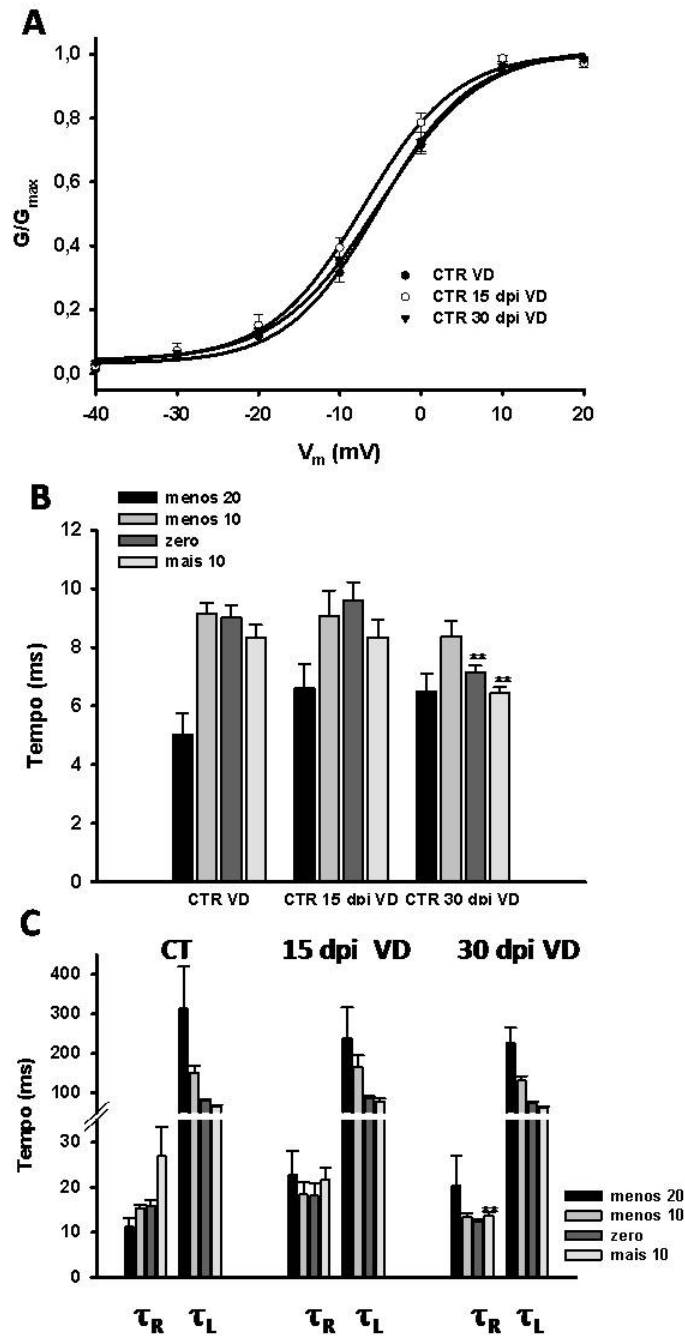 A
1,0
0,8
0,6
0,4
0,2
0,0
G/Gmax
CTR VD
CTR 15 dpi VD
CTR 30 dpi VD
-40 -30 -20 -10 0 10 20
Vm (mV)
B
menos 20
menos 10
zero
mais 10
12
10
8
6
4
2
0
Tempo (ms)
** **
CTR VD CTR 15 dpi VD CTR 30 dpi VD
C
CT 15 dpi VD 30 dpi VD
400
300
200
100
30
20
10
0
Tempo (ms)
**
menos 20
menos 10
zero
mais 10
τR τL τR τL τR τL